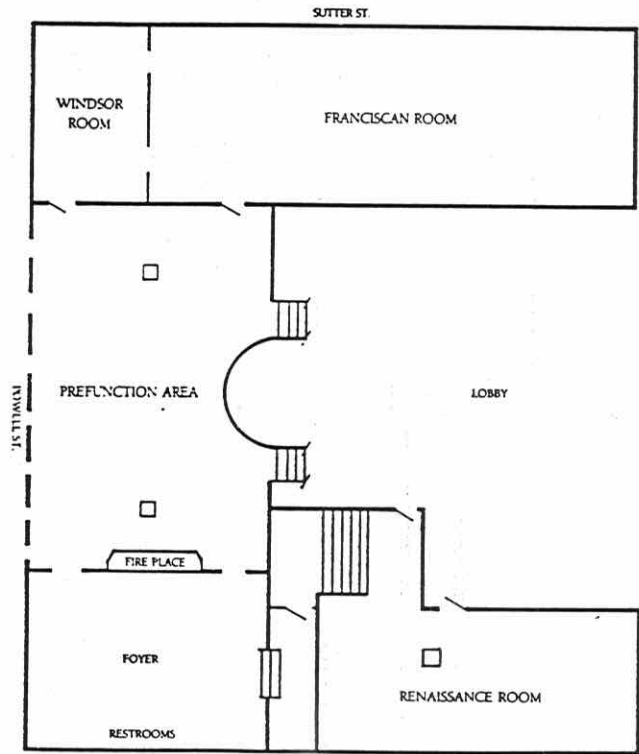 SUTTER ST.
WINDSOR
ROOM
FRANCISCAN ROOM
PREFUNCTION AREA
LOBBY
POWELL ST.
FIRE PLACE
FOYER
RENAISSANCE ROOM
RESTROOMS